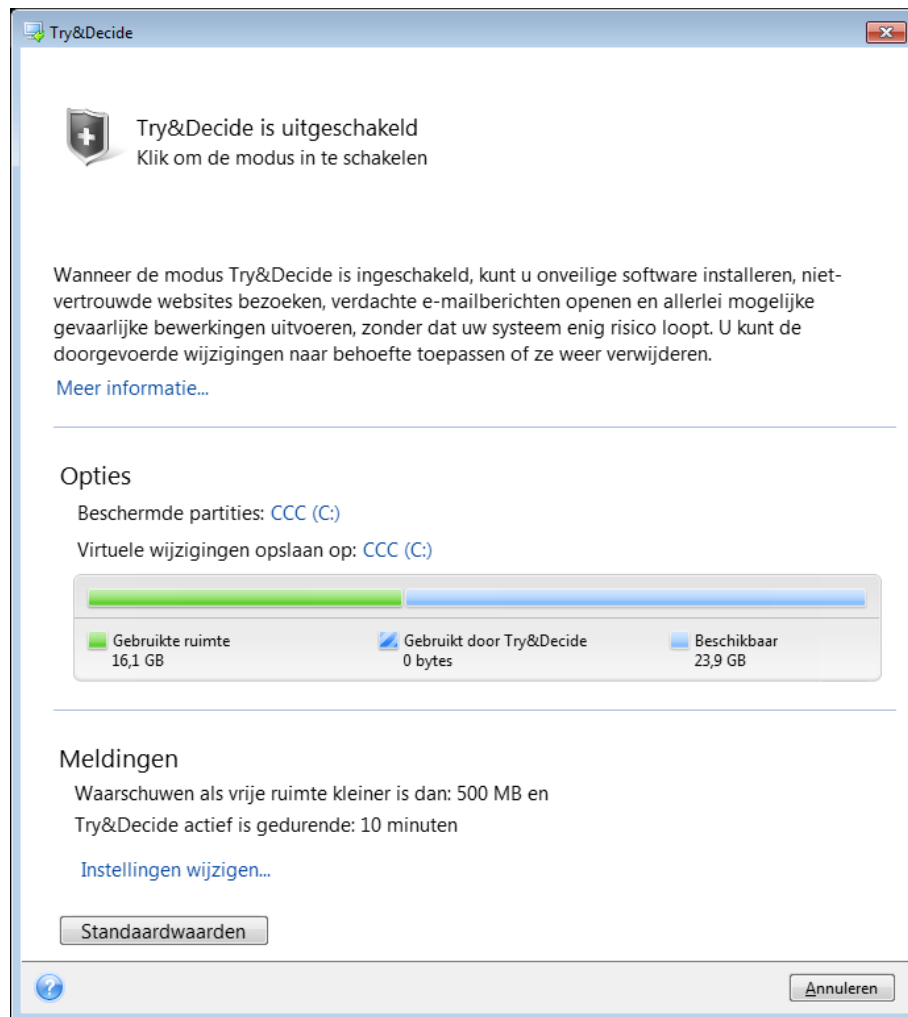 Try&Decide
Try&Decide is uitgeschakeld
Klik om de modus in te schakelen
Wanneer de modus Try&Decide is ingeschakeld, kunt u onveilige software installeren, niet-
vertrouwde websites bezoeken, verdachte e-mailberichten openen en allerlei mogelijke
gevaarlijke bewerkingen uitvoeren, zonder dat uw systeem enig risico loopt. U kunt de
doorgevoerde wijzigingen naar behoefte toepassen of ze weer verwijderen.
Meer informatie...
Opties
Beschermde partities: CCC (C:)
Virtuele wijzigingen opslaan op: CCC (C:)
Gebruikte ruimte
16,1 GB
Gebruikt door Try&Decide
0 bytes
Beschikbaar
23,9 GB
Meldingen
Waarschuwen als vrije ruimte kleiner is dan: 500 MB en
Try&Decide actief is gedurende: 10 minuten
Instellingen wijzigen...
Standaardwaarden
?
Annuleren